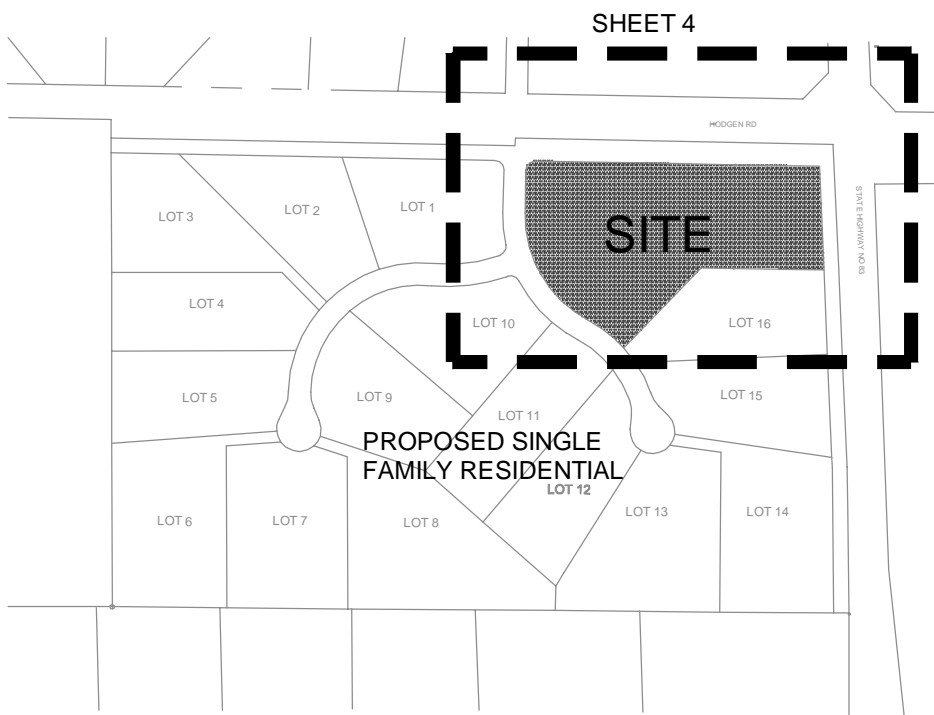 SHEET 4
HODGEN RD
STATE HIGHWAY NO 83
SITE
LOT 3
LOT 2
LOT 1
LOT 4
LOT 10
LOT 16
LOT 5
LOT 9
LOT 11
LOT 15
PROPOSED SINGLE
FAMILY RESIDENTIAL
LOT 12
LOT 6
LOT 7
LOT 8
LOT 13
LOT 14